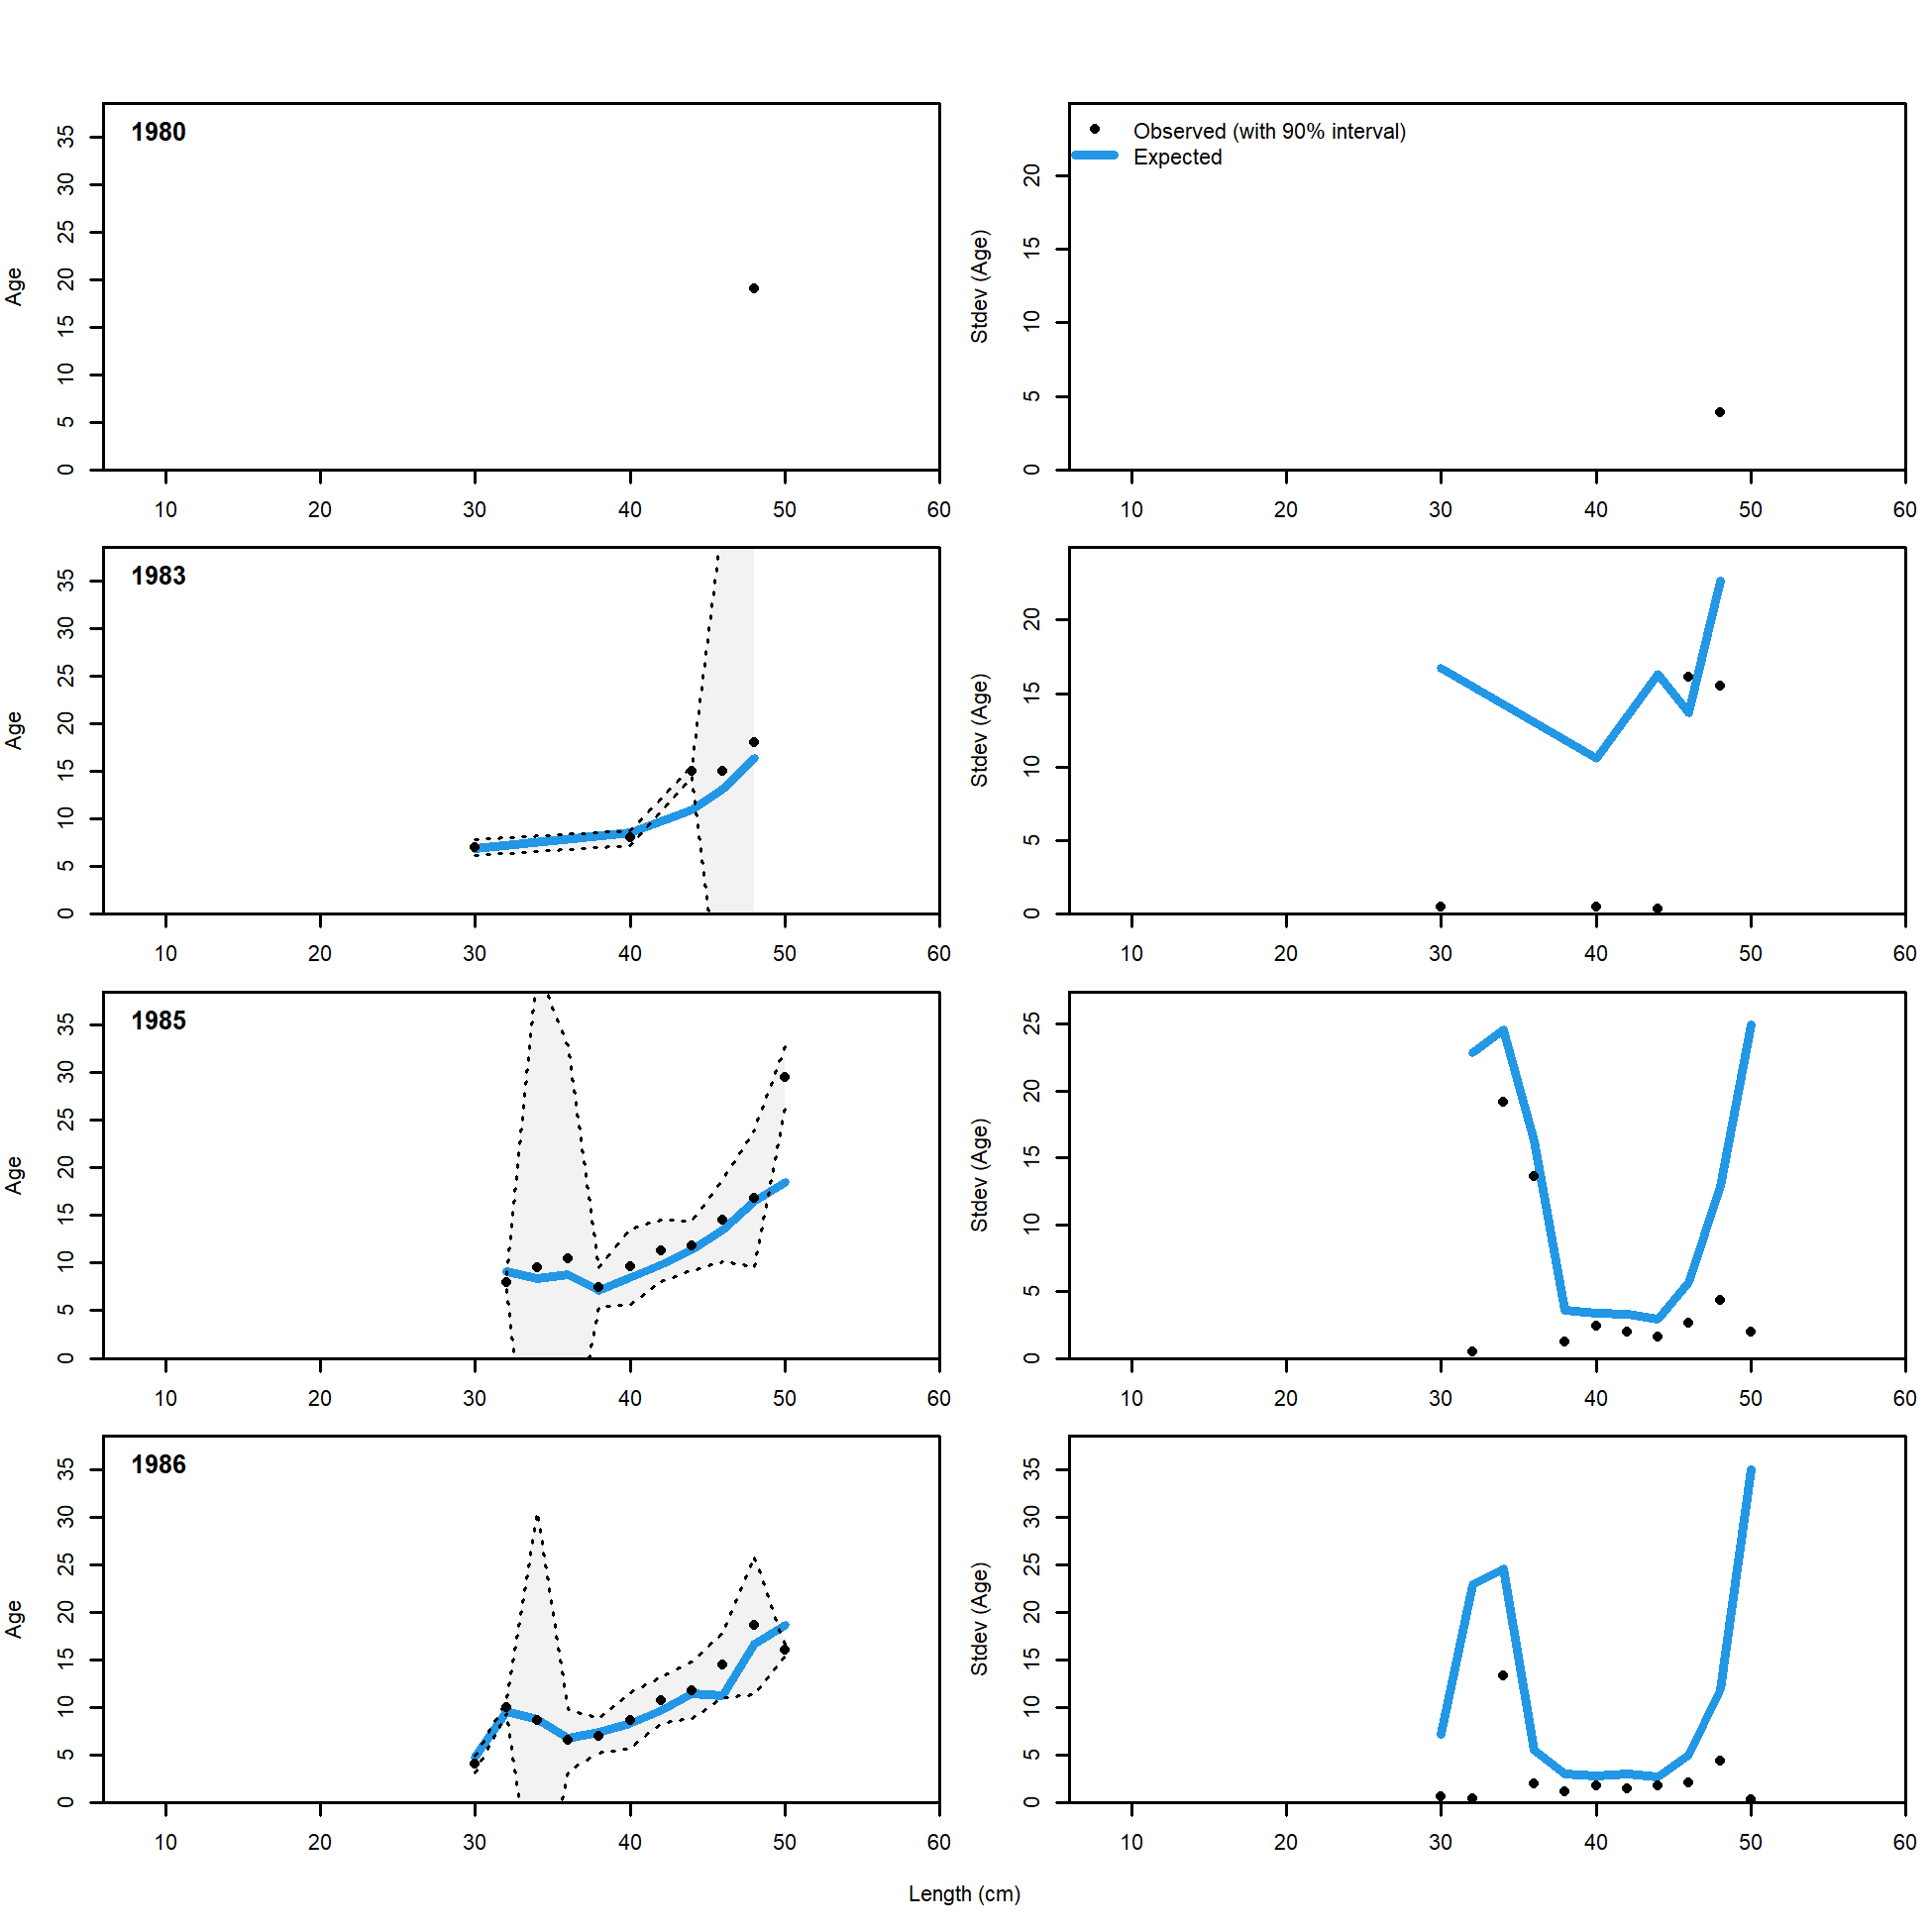 1980
Age
0 5 10 15 20 25 30 35
10 20 30 40 50 60
Observed (with 90% interval)
Expected
Stdev (Age)
0 5 10 15 20
10 20 30 40 50 60
1983
Age
0 5 10 15 20 25 30 35
10 20 30 40 50 60
Stdev (Age)
0 5 10 15 20
10 20 30 40 50 60
1985
Age
0 5 10 15 20 25 30 35
10 20 30 40 50 60
Stdev (Age)
0 5 10 15 20 25
10 20 30 40 50 60
1986
Age
0 5 10 15 20 25 30 35
10 20 30 40 50 60
Stdev (Age)
0 5 10 15 20 25 30 35
10 20 30 40 50 60
Length (cm)